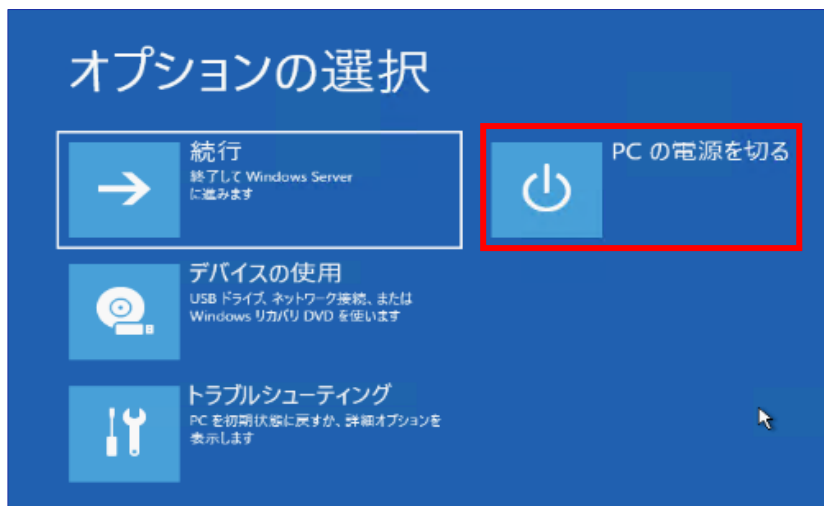 オプションの選択
続行
終了して Windows Server
に進みます
PC の電源を切る
デバイスの使用
USB ドライブ、ネットワーク接続、または
Windows リカバリ DVD を使います
トラブルシューティング
PC を初期状態に戻すか、詳細オプションを
表示します